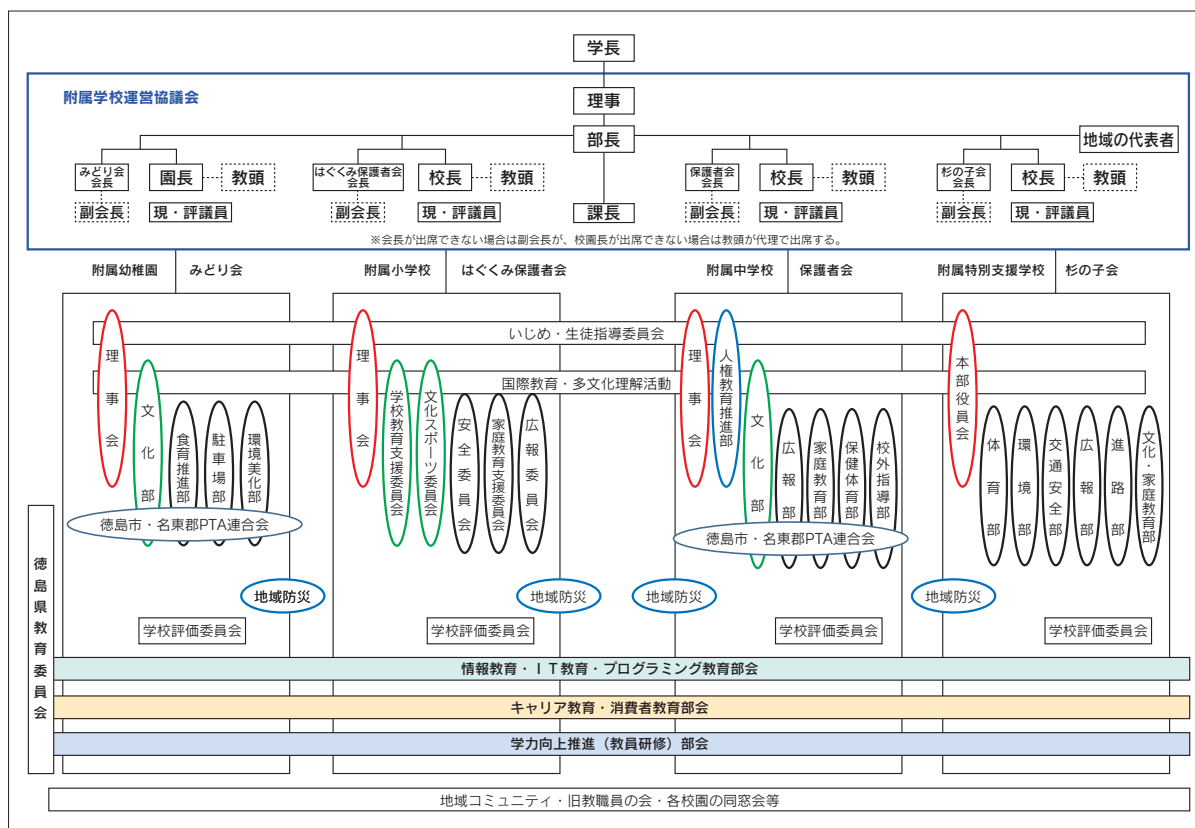 学長
附属学校運営協議会
理事
部長
地域の代表者
みどり会
会長
園長
教頭
副会長
現・評議員
はぐくみ保護者会
会長
校長
教頭
副会長
現・評議員
課長
保護者会
会長
校長
教頭
副会長
現・評議員
杉の子会
会長
校長
教頭
副会長
現・評議員
※会長が出席できない場合は副会長が、校園長が出席できない場合は教頭が代理で出席する。
附属幼稚園
みどり会
附属小学校
はぐくみ保護者会
附属中学校
保護者会
附属特別支援学校
杉の子会
いじめ・生徒指導委員会
国際教育・多文化理解活動
理事会
文化部
食育推進部
駐車場部
環境美化部
徳島市・名東郡PTA連合会
理事会
学校教育支援委員会
文化スポーツ委員会
安全委員会
家庭教育支援委員会
広報委員会
理事会
人権教育推進部
文化部
広報部
家庭教育部
保健体育部
校外指導部
徳島市・名東郡PTA連合会
本部役員会
体育部
環境部
交通安全部
広報部
進路部
文化・家庭教育部
地域防災
地域防災
地域防災
地域防災
学校評価委員会
学校評価委員会
学校評価委員会
学校評価委員会
徳島県教育委員会
情報教育・IT教育・プログラミング教育部会
キャリア教育・消費者教育部会
学力向上推進（教員研修）部会
地域コミュニティ・旧教職員の会・各校園の同窓会等